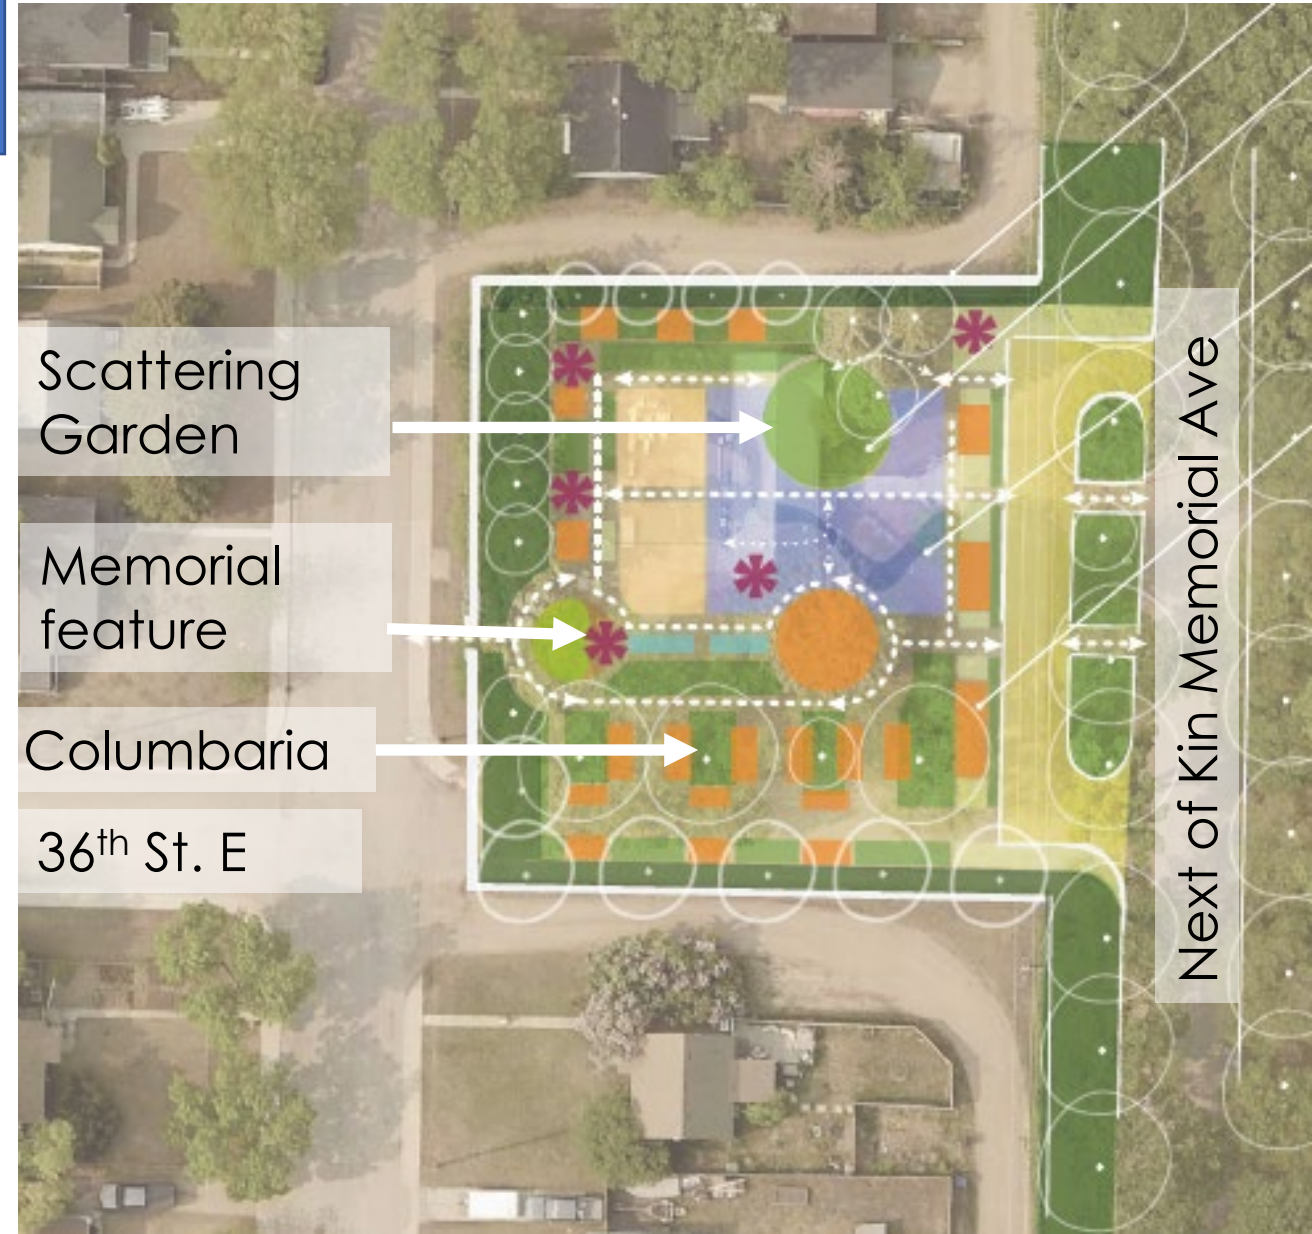 Scattering
Garden
Memorial
feature
Columbaria
36th St. E
Next of Kin Memorial Ave